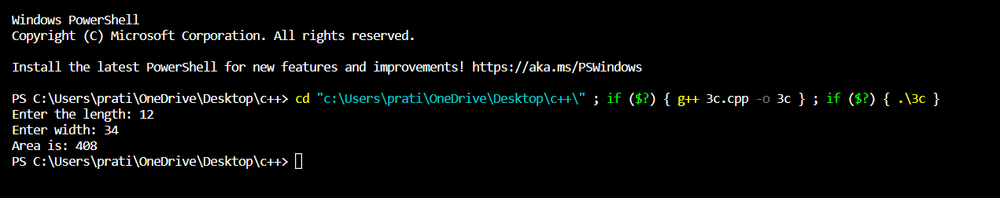 Windows PowerShell
Copyright (C) Microsoft Corporation. All rights reserved.
Install the latest PowerShell for new features and improvements! https://aka.ms/PSWindows
PS C:\Users\prati\OneDrive\Desktop\c++> cd "c:\Users\prati\OneDrive\Desktop\c++\" ; if ($?) { g++ 3c.cpp -o 3c } ; if ($?) { .\3c }
Enter the length: 12
Enter width: 34
Area is: 408
PS C:\Users\prati\OneDrive\Desktop\c++>